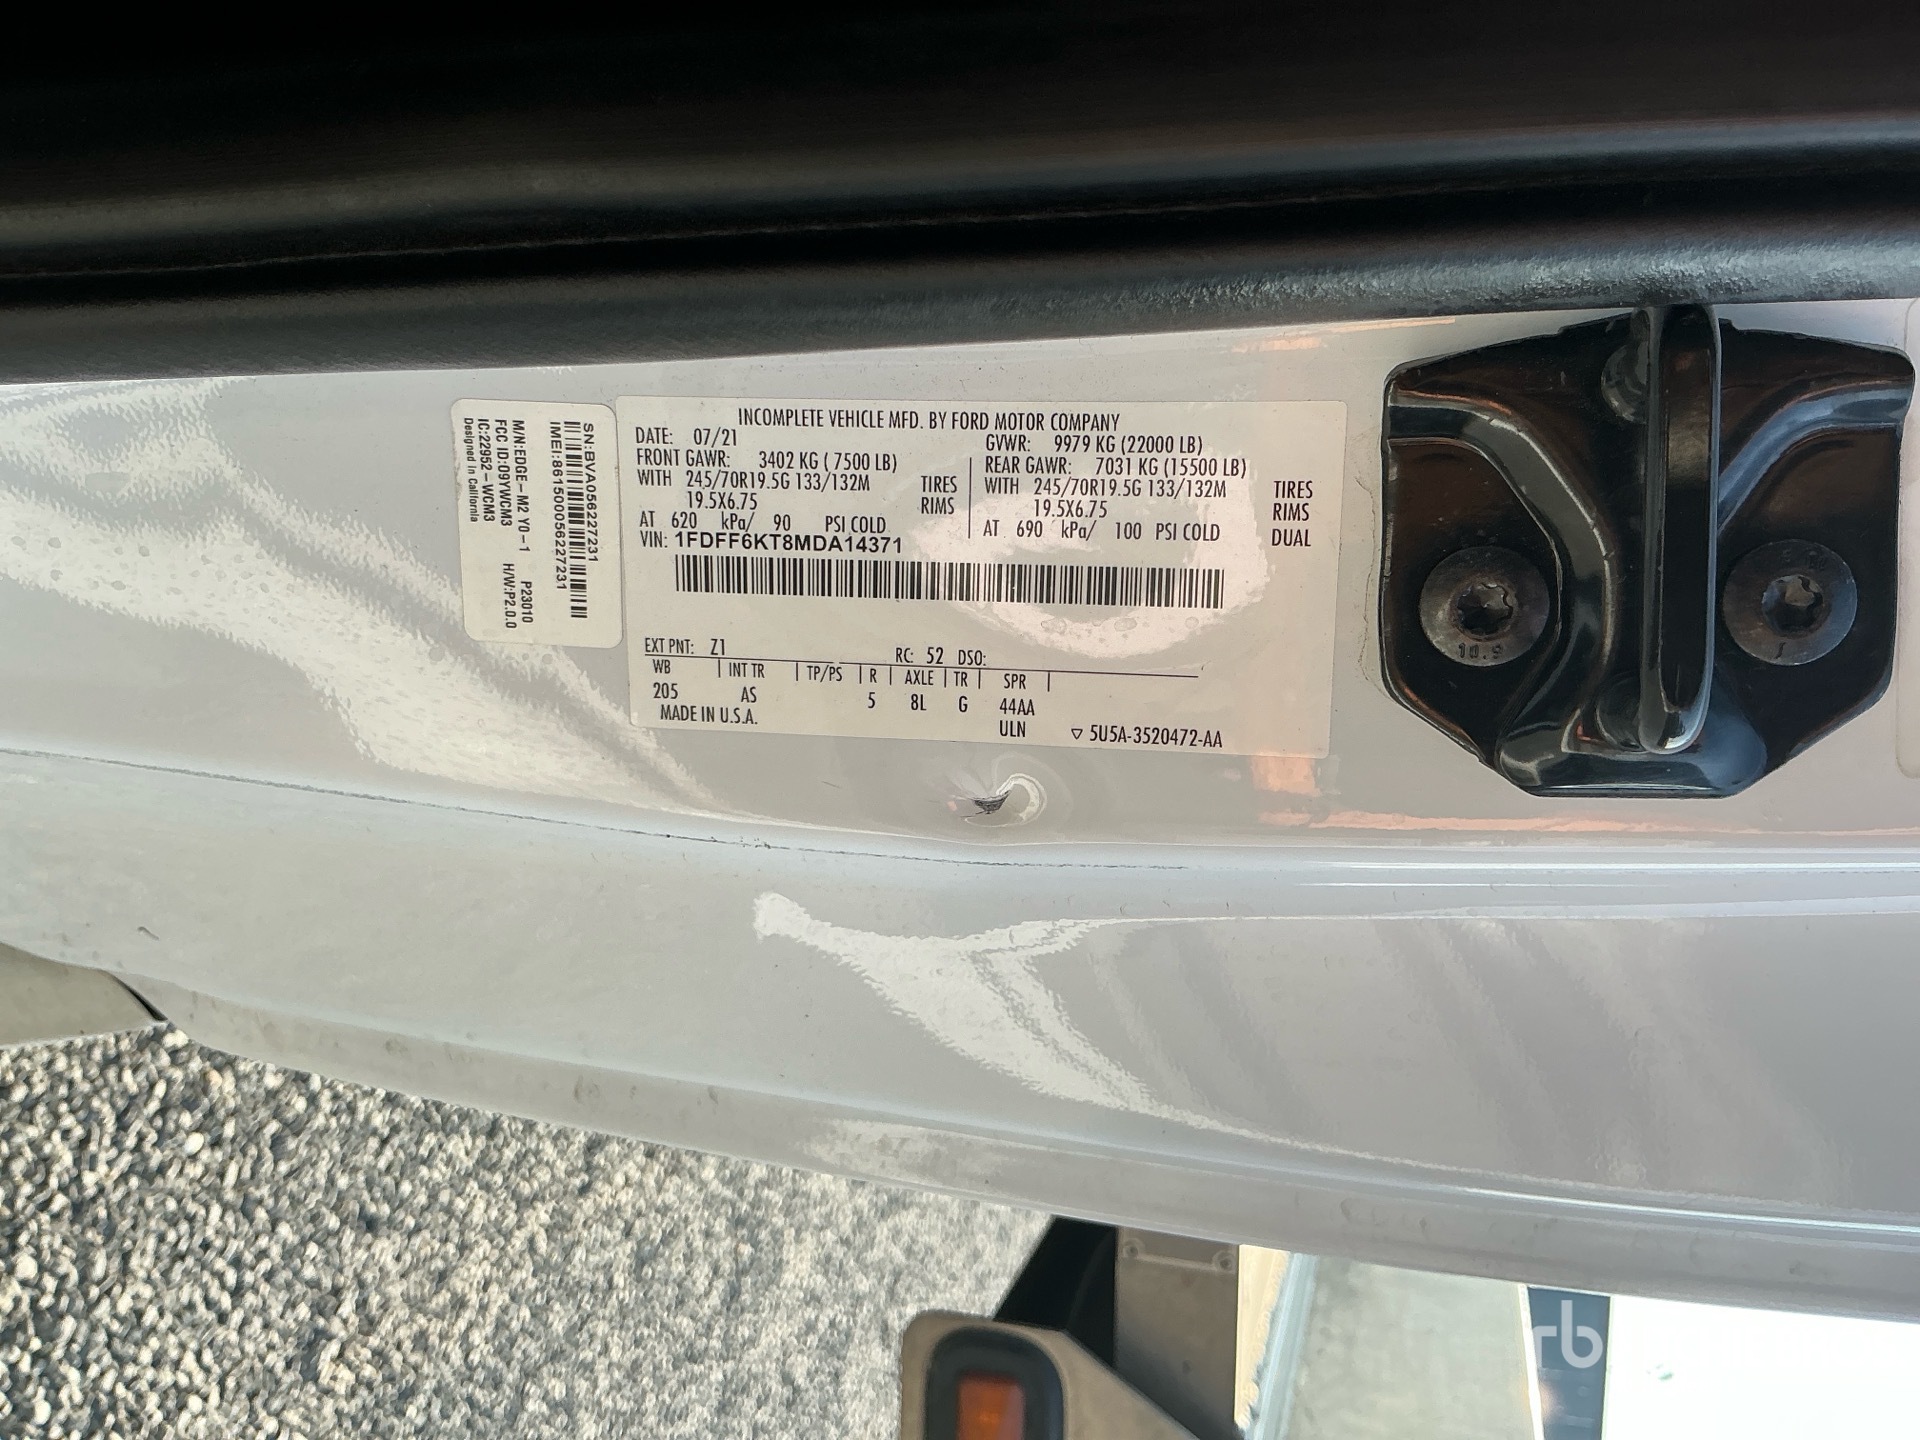 INCOMPLETE VEHICLE MFD. BY FORD MOTOR COMPANY
DATE: 07/21 GVWR: 9979 KG (22000 LB)
FRONT GAWR: 3402 KG ( 7500 LB) REAR GAWR: 7031 KG (15500 LB)
WITH 245/70R19.5G 133/132M TIRES WITH 245/70R19.5G 133/132M TIRES
19.5X6.75 RIMS 19.5X6.75 RIMS
AT 620 kPa/ 90 PSI COLD AT 690 kPa/ 100 PSI COLD DUAL
VIN: 1FDFF6KT8MDA14371
EXT PNT: Z1 RC: 52 DSO:
WB INT TR TP/PS R AXLE TR SPR
205 AS 5 8L G 44AA
MADE IN U.S.A. ULN ▽ 5U5A-3520472-AA
SN:BVA056227231
IMEI:861500056227231
M/N:EDGE-M2 Y0-1 P23010
FCC ID:O9YWCM3 H/W:P2.0.0
IC:22952-WCM3
Designed in California
10.9
rb